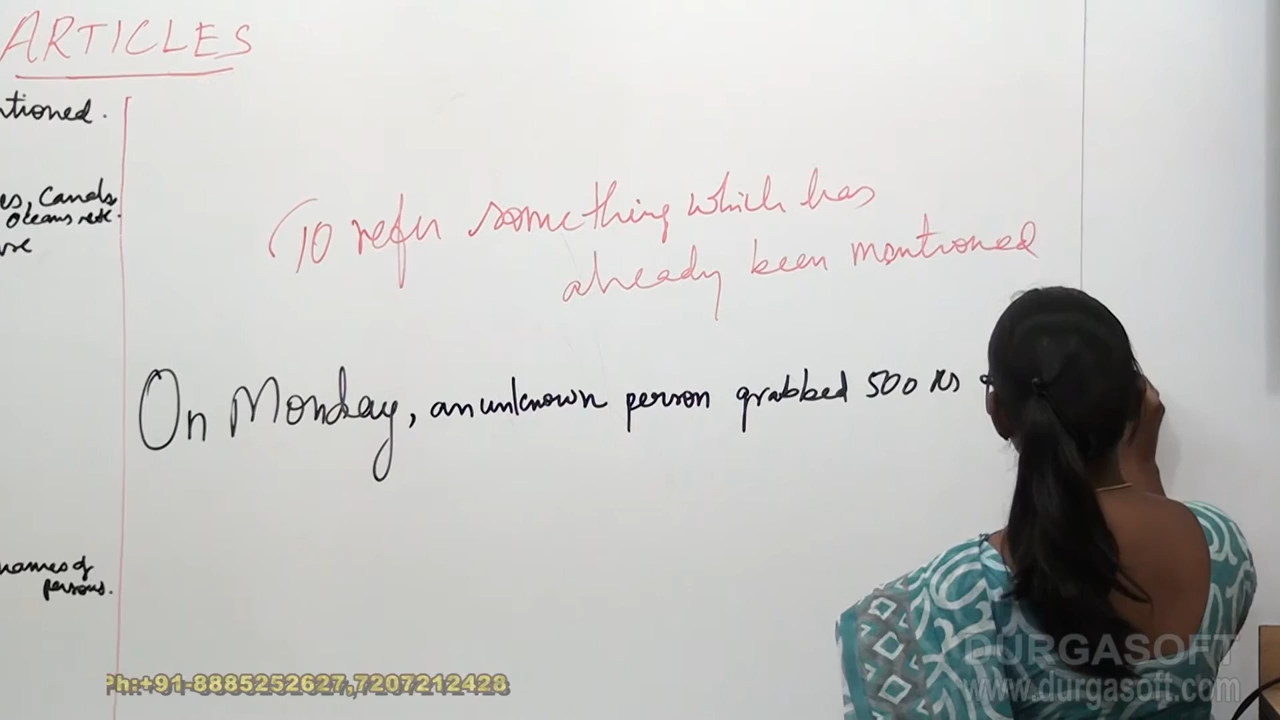 ARTICLES
ntioned.
es, Canals
oceans etc.
(To refer something which has
already been mentioned
On Monday, an unknown person grabbed 500 Rs
names of
persons.
DURGASOFT
www.durgasoft.com
Ph:+91-8885252627,7207212428